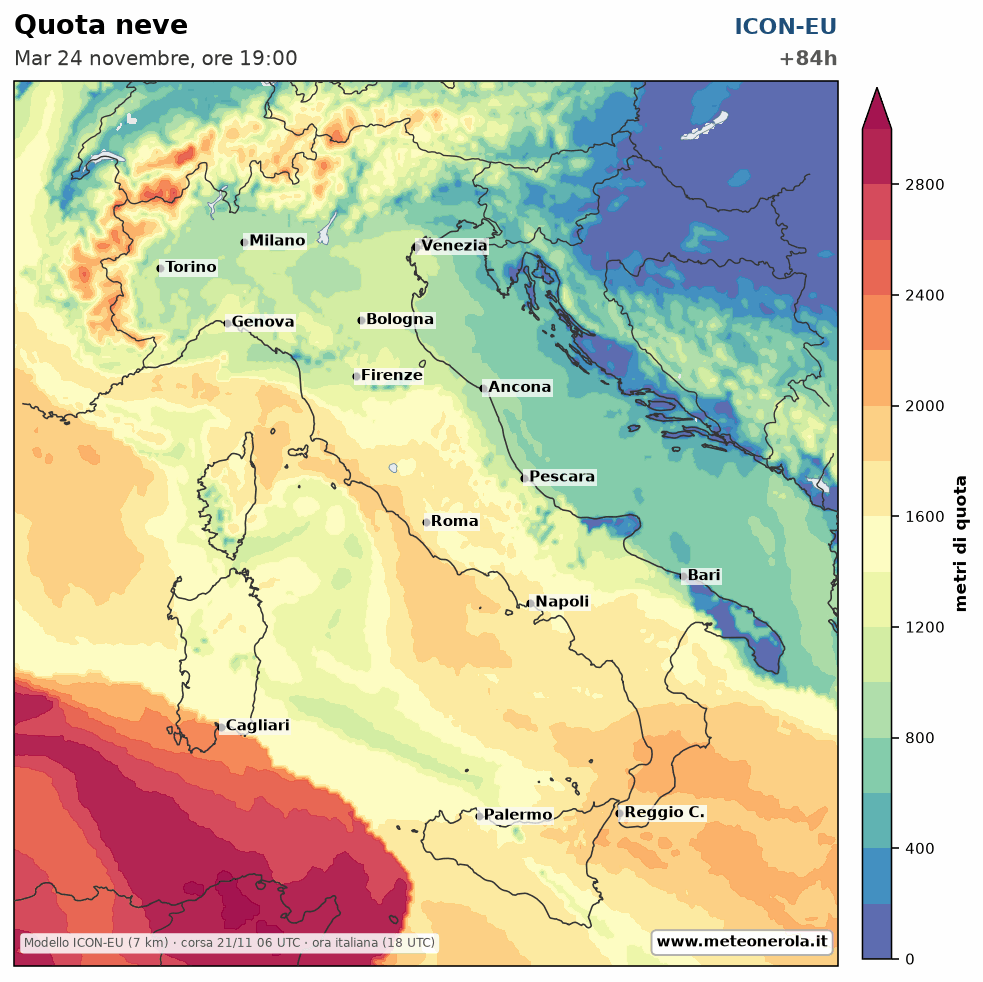 Quota neve
ICON-EU
Mar 24 novembre, ore 19:00
+84h
Milano
Venezia
Torino
Genova
Bologna
Firenze
Ancona
Pescara
Roma
Bari
Napoli
Cagliari
Palermo
Reggio C.
2800
2400
2000
1600
1200
800
400
0
metri di quota
Modello ICON-EU (7 km) · corsa 21/11 06 UTC · ora italiana (18 UTC)
www.meteonerola.it